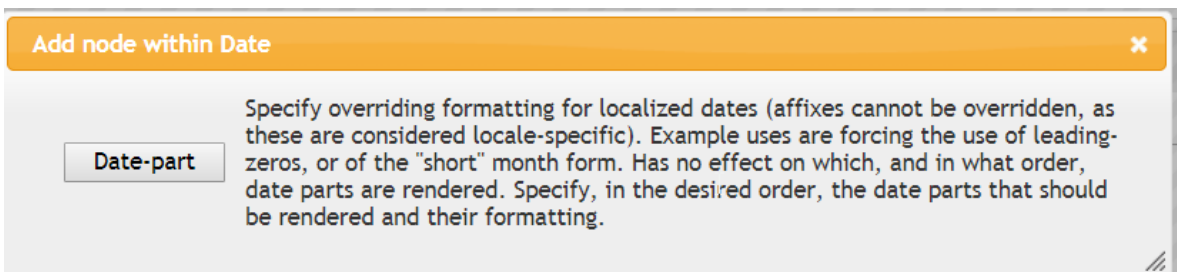 Add node within Date
Date-part
Specify overriding formatting for localized dates (affixes cannot be overridden, as
these are considered locale-specific). Example uses are forcing the use of leading-
zeros, or of the "short" month form. Has no effect on which, and in what order,
date parts are rendered. Specify, in the desired order, the date parts that should
be rendered and their formatting.